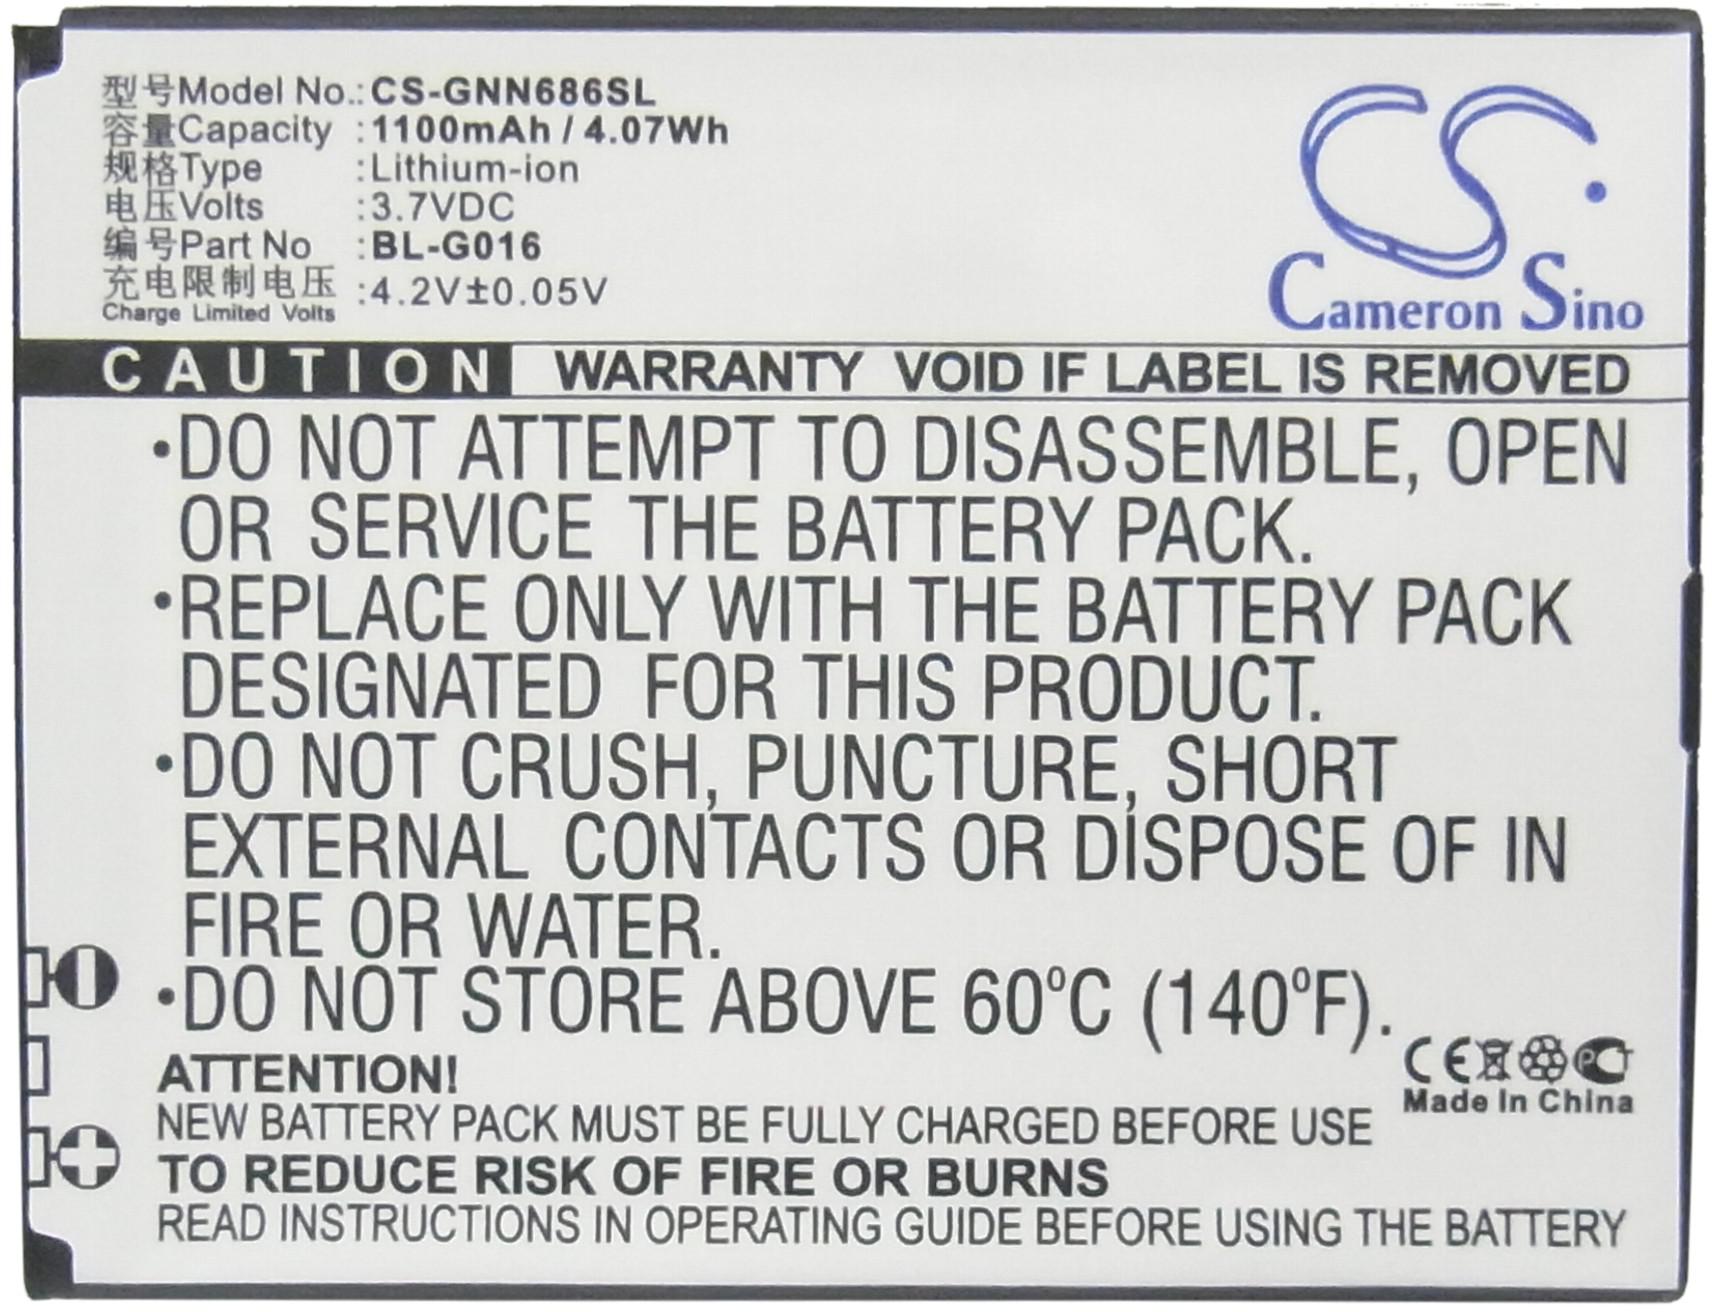 型号Model No.:CS-GNN686SL
容量Capacity :1100mAh / 4.07Wh
规格Type :Lithium-ion
电压Volts :3.7VDC
编号Part No :BL-G016
充电限制电压 :4.2V±0.05V
Charge Limited Volts
CS.
Cameron Sino
CAUTION WARRANTY VOID IF LABEL IS REMOVED
•DO NOT ATTEMPT TO DISASSEMBLE, OPEN
OR SERVICE THE BATTERY PACK.
•REPLACE ONLY WITH THE BATTERY PACK
DESIGNATED FOR THIS PRODUCT.
•DO NOT CRUSH, PUNCTURE, SHORT
EXTERNAL CONTACTS OR DISPOSE OF IN
FIRE OR WATER.
•DO NOT STORE ABOVE 60°C (140°F).
CE PCT
Made In China
ATTENTION!
NEW BATTERY PACK MUST BE FULLY CHARGED BEFORE USE
TO REDUCE RISK OF FIRE OR BURNS
READ INSTRUCTIONS IN OPERATING GUIDE BEFORE USING THE BATTERY